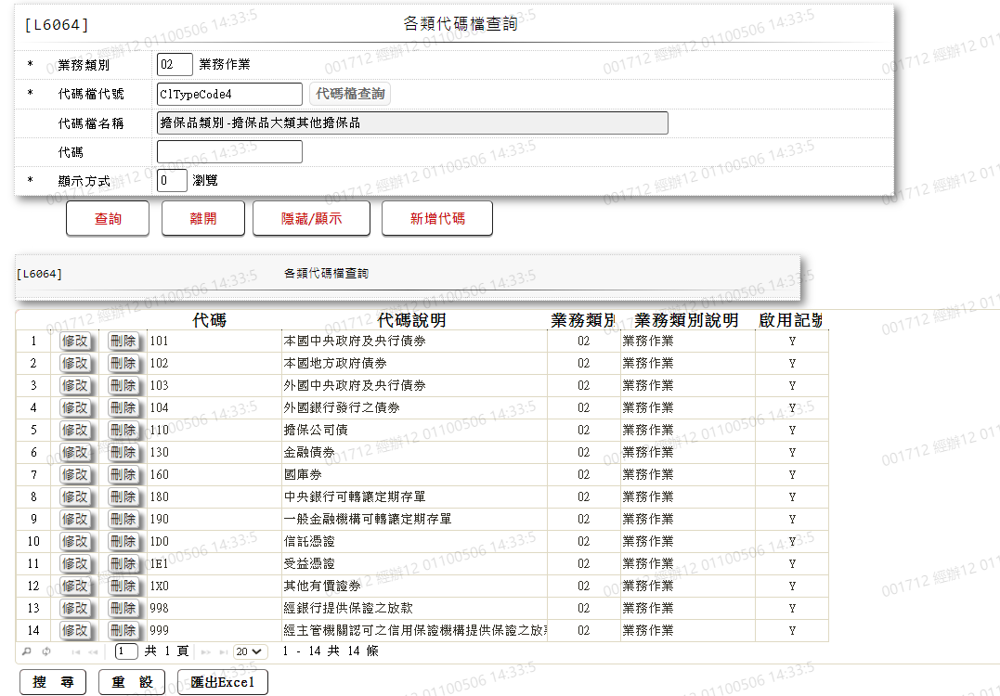 [L6064] 各類代碼檔查詢
* 業務類別 02 業務作業
* 代碼檔代號 ClTypeCode4 代碼檔查詢
代碼檔名稱 擔保品類別-擔保品大類其他擔保品
代碼
* 顯示方式 0 瀏覽
查詢 離開 隱藏/顯示 新增代碼
[L6064] 各類代碼檔查詢
代碼 代碼說明 業務類別 業務類別說明 啟用記號
1 修改 刪除 101 本國中央政府及央行債券 02 業務作業 Y
2 修改 刪除 102 本國地方政府債券 02 業務作業 Y
3 修改 刪除 103 外國中央政府及央行債券 02 業務作業 Y
4 修改 刪除 104 外國銀行發行之債券 02 業務作業 Y
5 修改 刪除 110 擔保公司債 02 業務作業 Y
6 修改 刪除 130 金融債券 02 業務作業 Y
7 修改 刪除 160 國庫券 02 業務作業 Y
8 修改 刪除 180 中央銀行可轉讓定期存單 02 業務作業 Y
9 修改 刪除 190 一般金融機構可轉讓定期存單 02 業務作業 Y
10 修改 刪除 1D0 信託憑證 02 業務作業 Y
11 修改 刪除 1E1 受益憑證 02 業務作業 Y
12 修改 刪除 1X0 其他有價證券 02 業務作業 Y
13 修改 刪除 998 經銀行提供保證之放款 02 業務作業 Y
14 修改 刪除 999 經主管機關認可之信用保證機構提供保證之放 02 業務作業 Y
1 共 1 頁 20 1 - 14 共 14 條
搜 尋 重 設 匯出Excel
001712 經辦12 01100506 14:33:5